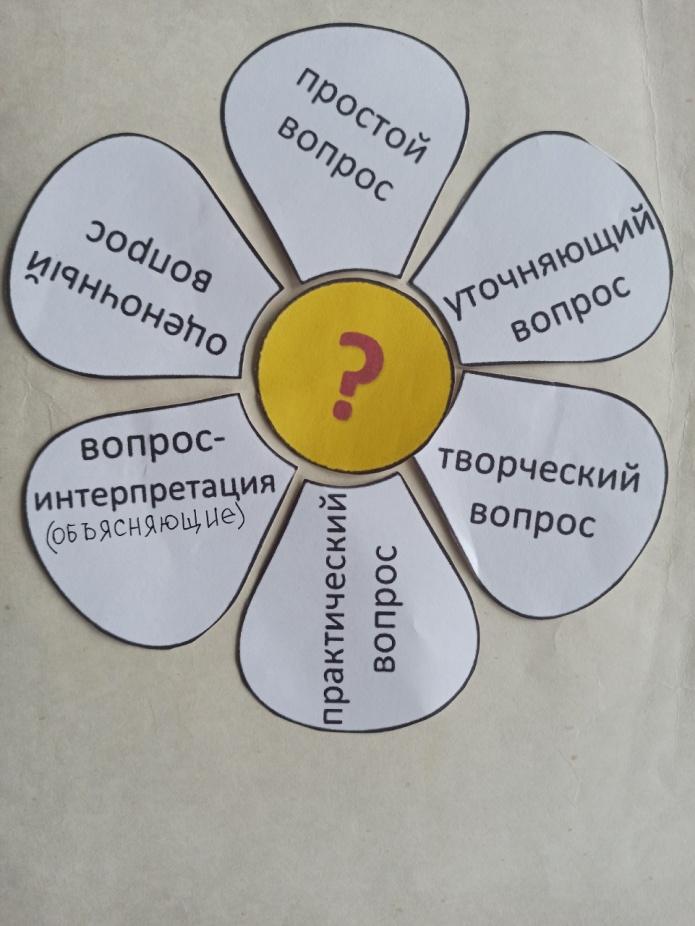 простой
вопрос
уточняющий
вопрос
творческий
вопрос
практический
вопрос
вопрос-
интерпретация
(объясняющие)
оценочный
вопрос
?